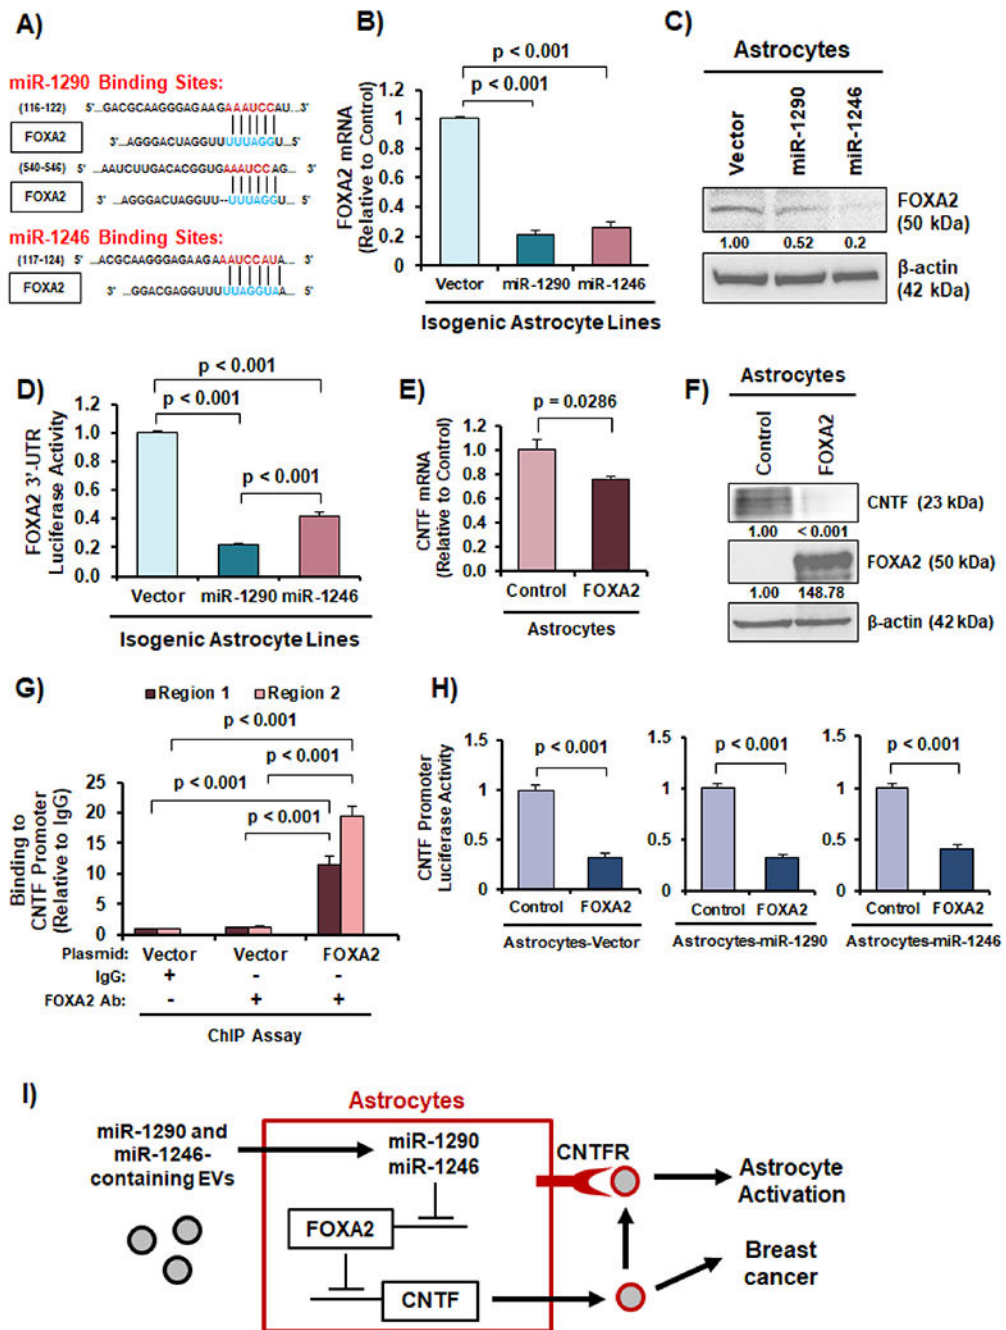 A)
miR-1290 Binding Sites:
(116-122) 5'...GACGCAAGGGAGAAGAAAUCCAU...3'
FOXA2 3'...AGGGACUAGGUUUUUAGGU...5'
(540-546) 5' AAUCUUGACACGGUGAAAUCCAG... 3'
FOXA2 3' ...AGGGACUAGGUU--UUUAGGU... 5'
miR-1246 Binding Sites:
(117-124) ...ACGCAAGGGAGAAGAAAUCCAUA... 3'
FOXA2 ...GGACGAGGUUUUUAGGUAA... 5'
B)
p < 0.001
p < 0.001
FOXA2 mRNA
(Relative to Control)
1.2
1
0.8
0.6
0.4
0.2
0
Vector miR-1290 miR-1246
Isogenic Astrocyte Lines
C)
Astrocytes
Vector
miR-1290
miR-1246
FOXA2
(50 kDa)
1.00 0.52 0.2
β-actin
(42 kDa)
D)
p < 0.001
p < 0.001
p < 0.001
FOXA2 3'-UTR
Luciferase Activity
1.2
1.0
0.8
0.6
0.4
0.2
0.0
Vector miR-1290 miR-1246
Isogenic Astrocyte Lines
E)
p = 0.0286
CNTF mRNA
(Relative to Control)
1.2
1.0
0.8
0.6
0.4
0.2
0.0
Control FOXA2
Astrocytes
F)
Astrocytes
Control
FOXA2
CNTF (23 kDa)
1.00 < 0.001
FOXA2 (50 kDa)
1.00 148.78
β-actin (42 kDa)
G)
Region 1 Region 2
p < 0.001
p < 0.001
p < 0.001
p < 0.001
Binding to
CNTF Promoter
(Relative to IgG)
25
20
15
10
5
0
Plasmid: Vector Vector FOXA2
IgG: + - -
FOXA2 Ab: - + +
ChIP Assay
H)
CNTF Promoter
Luciferase Activity
1.5
1
0.5
0
p < 0.001
Control FOXA2
Astrocytes-Vector
1.5
1
0.5
0
p < 0.001
Control FOXA2
Astrocytes-miR-1290
1.5
1
0.5
0
p < 0.001
Control FOXA2
Astrocytes-miR-1246
I)
Astrocytes
miR-1290 and
miR-1246-
containing EVs
miR-1290
miR-1246
FOXA2
CNTF
CNTFR
Astrocyte
Activation
Breast
cancer